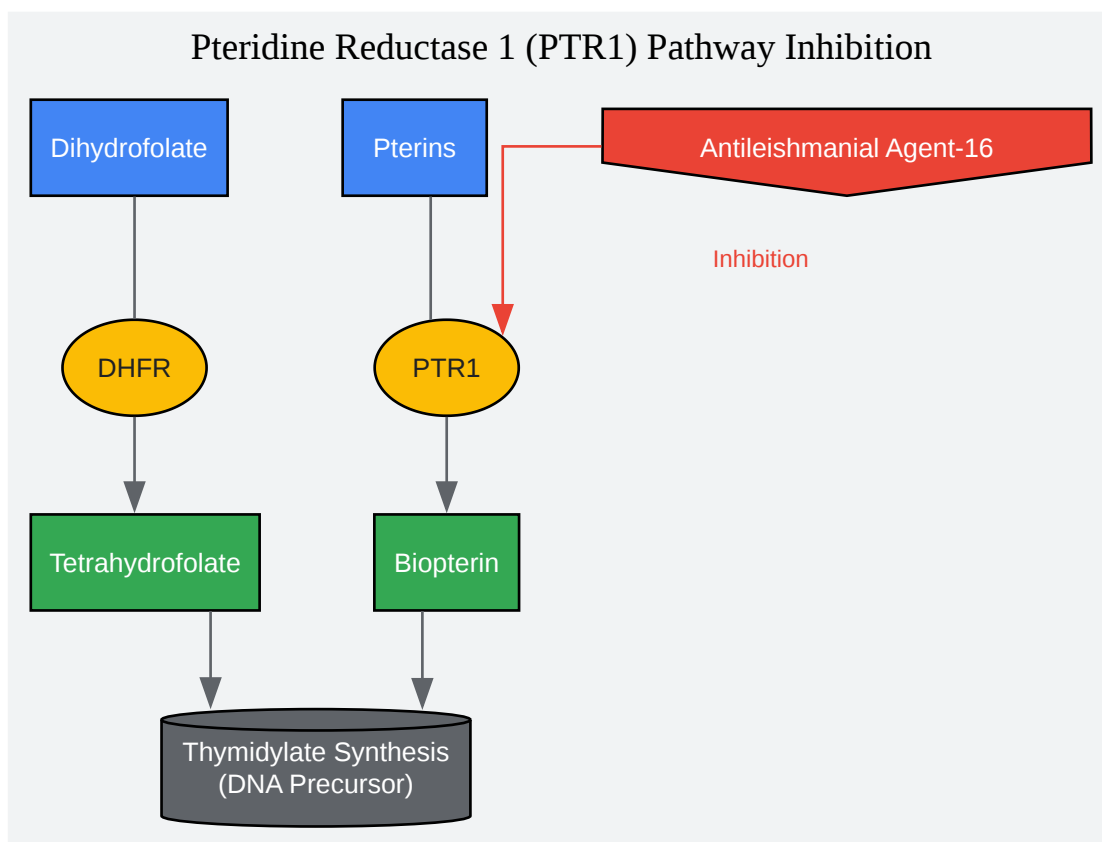 Pteridine Reductase 1 (PTR1) Pathway Inhibition
Dihydrofolate
Pterins
Antileishmanial Agent-16
Inhibition
DHFR
PTR1
Tetrahydrofolate
Biopterin
Thymidylate Synthesis
(DNA Precursor)